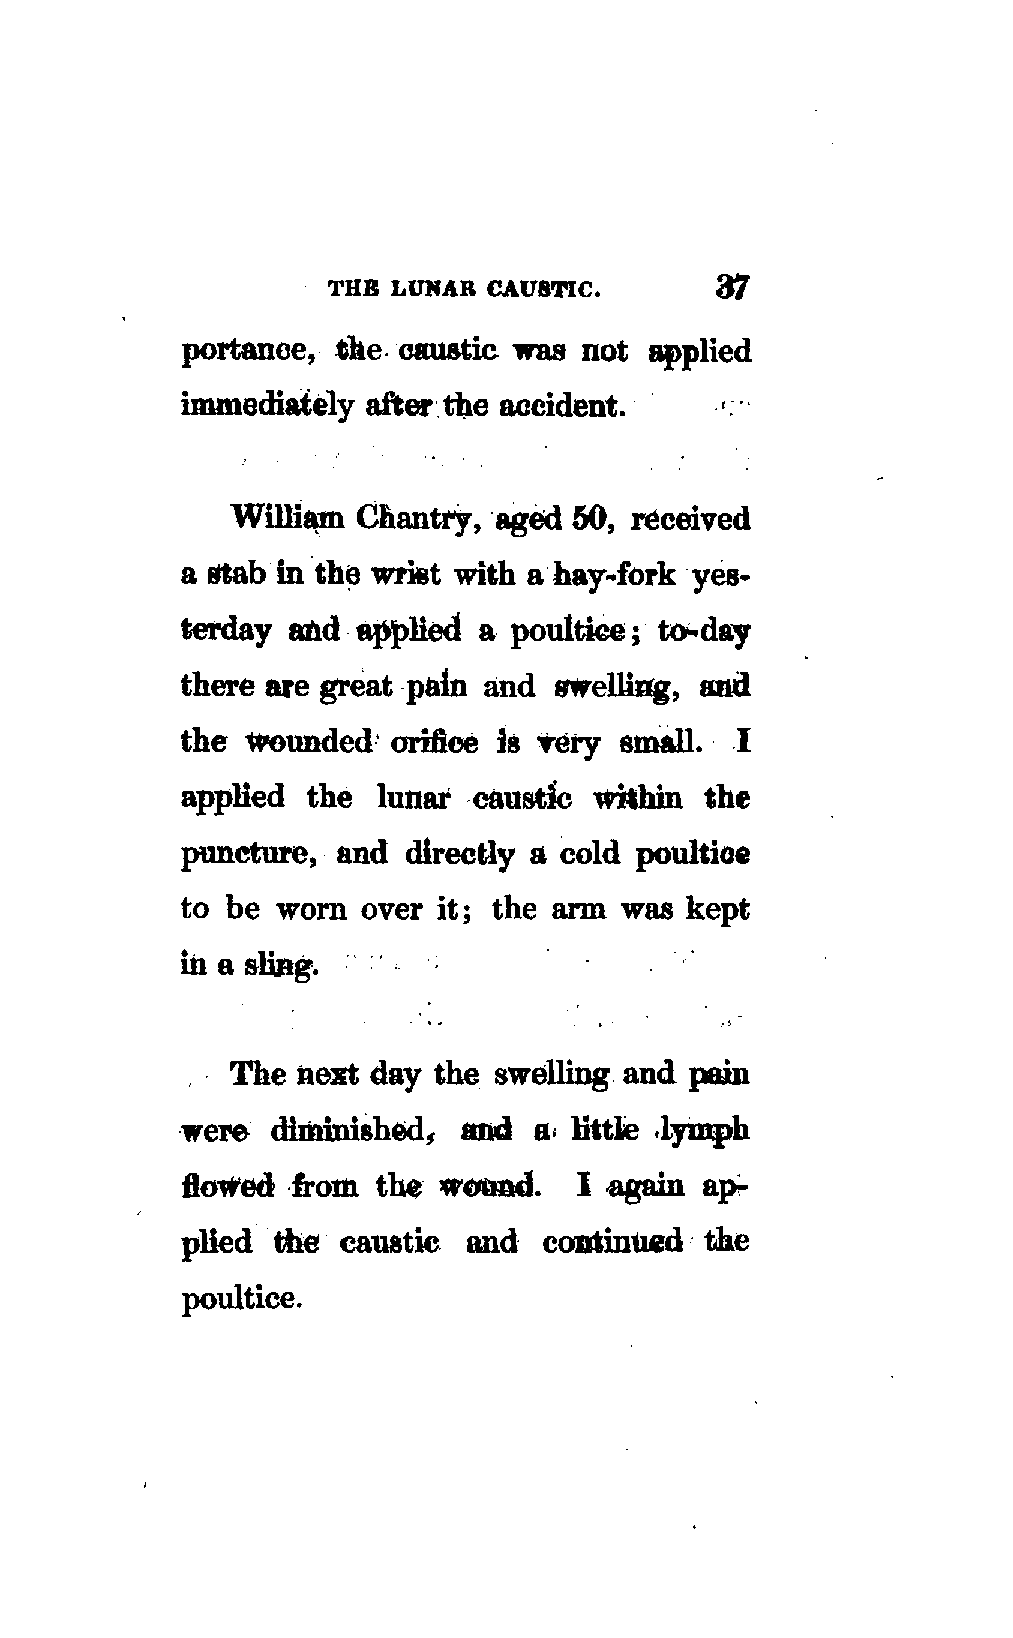 THE LUNAR CAUSTIC. 37
portance, the caustic was not applied
immediately after the accident.
William Chantry, aged 50, received
a stab in the wrist with a hay-fork yes-
terday and applied a poultice; to-day
there are great pain and swelling, and
the wounded orifice is very small. I
applied the lunar caustic within the
puncture, and directly a cold poultice
to be worn over it; the arm was kept
in a sling.
The next day the swelling and pain
were diminished, and a little lymph
flowed from the wound. I again ap-
plied the caustic and continued the
poultice.